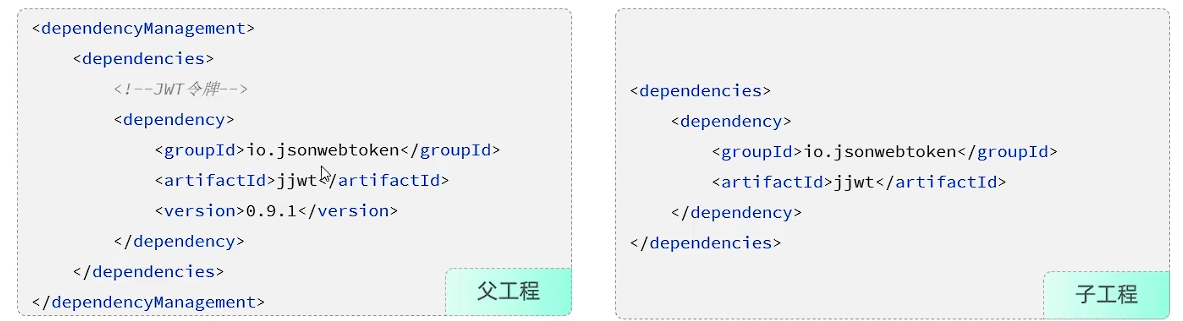 <dependencyManagement>
<dependencies>
<!--JWT令牌-->
<dependency>
<groupId>io.jsonwebtoken</groupId>
<artifactId>jjwt</artifactId>
<version>0.9.1</version>
</dependency>
</dependencies>
</dependencyManagement>
父工程
<dependencies>
<dependency>
<groupId>io.jsonwebtoken</groupId>
<artifactId>jjwt</artifactId>
</dependency>
</dependencies>
子工程